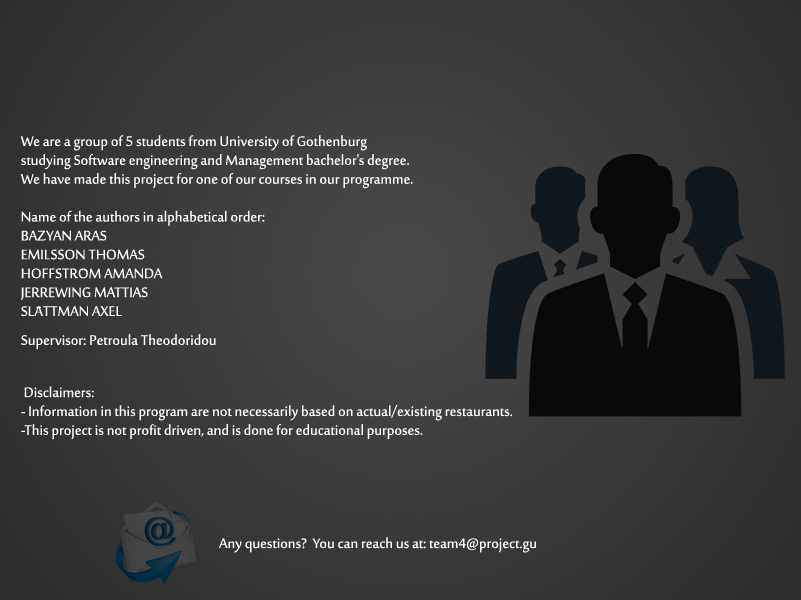 We are a group of 5 students from University of Gothenburg
studying Software engineering and Management bachelor's degree.
We have made this project for one of our courses in our programme.
Name of the authors in alphabetical order:
BAZYAN ARAS
EMILSSON THOMAS
HOFFSTROM AMANDA
JERREWING MATTIAS
SLATTMAN AXEL
Supervisor: Petroula Theodoridou
Disclaimers:
- Information in this program are not necessarily based on actual/existing restaurants.
-This project is not profit driven, and is done for educational purposes.
@
Any questions? You can reach us at: team4@project.gu